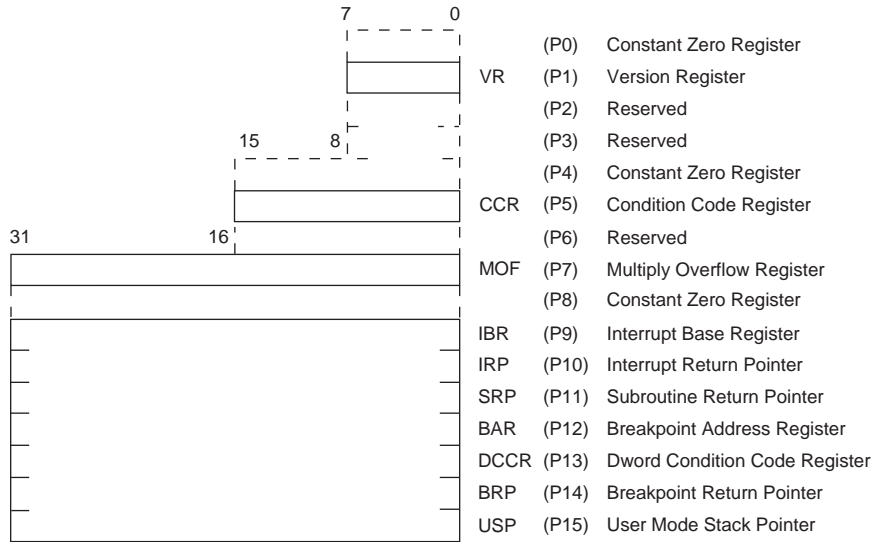 7 0
(P0) Constant Zero Register
VR (P1) Version Register
(P2) Reserved
15 8 (P3) Reserved
(P4) Constant Zero Register
CCR (P5) Condition Code Register
31 16 (P6) Reserved
MOF (P7) Multiply Overflow Register
(P8) Constant Zero Register
IBR (P9) Interrupt Base Register
IRP (P10) Interrupt Return Pointer
SRP (P11) Subroutine Return Pointer
BAR (P12) Breakpoint Address Register
DCCR (P13) Dword Condition Code Register
BRP (P14) Breakpoint Return Pointer
USP (P15) User Mode Stack Pointer